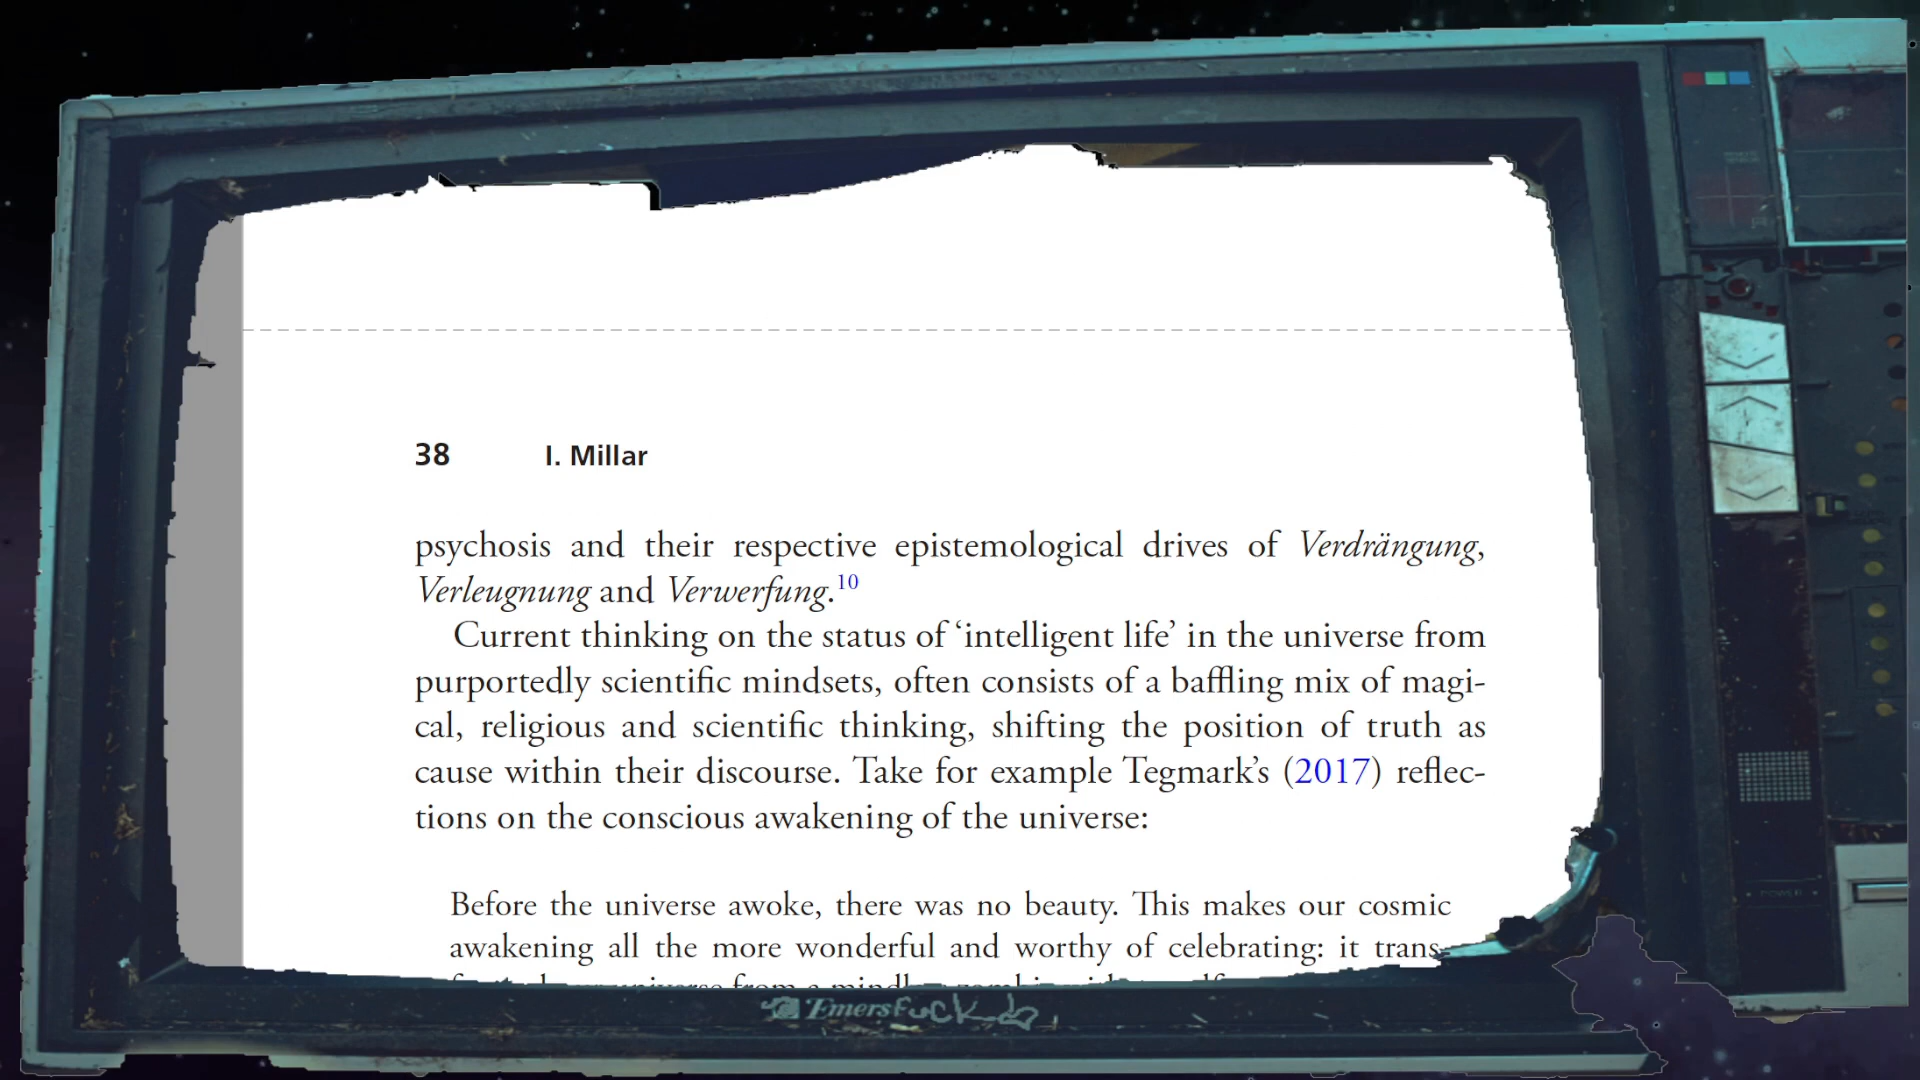 38 I. Millar
psychosis and their respective epistemological drives of Verdrängung,
Verleugnung and Verwerfung.10
Current thinking on the status of ‘intelligent life’ in the universe from
purportedly scientific mindsets, often consists of a baffling mix of magi-
cal, religious and scientific thinking, shifting the position of truth as
cause within their discourse. Take for example Tegmark’s (2017) reflec-
tions on the conscious awakening of the universe:
Before the universe awoke, there was no beauty. This makes our cosmic
awakening all the more wonderful and worthy of celebrating: it trans-
universe from a
Emersfuck
POWER